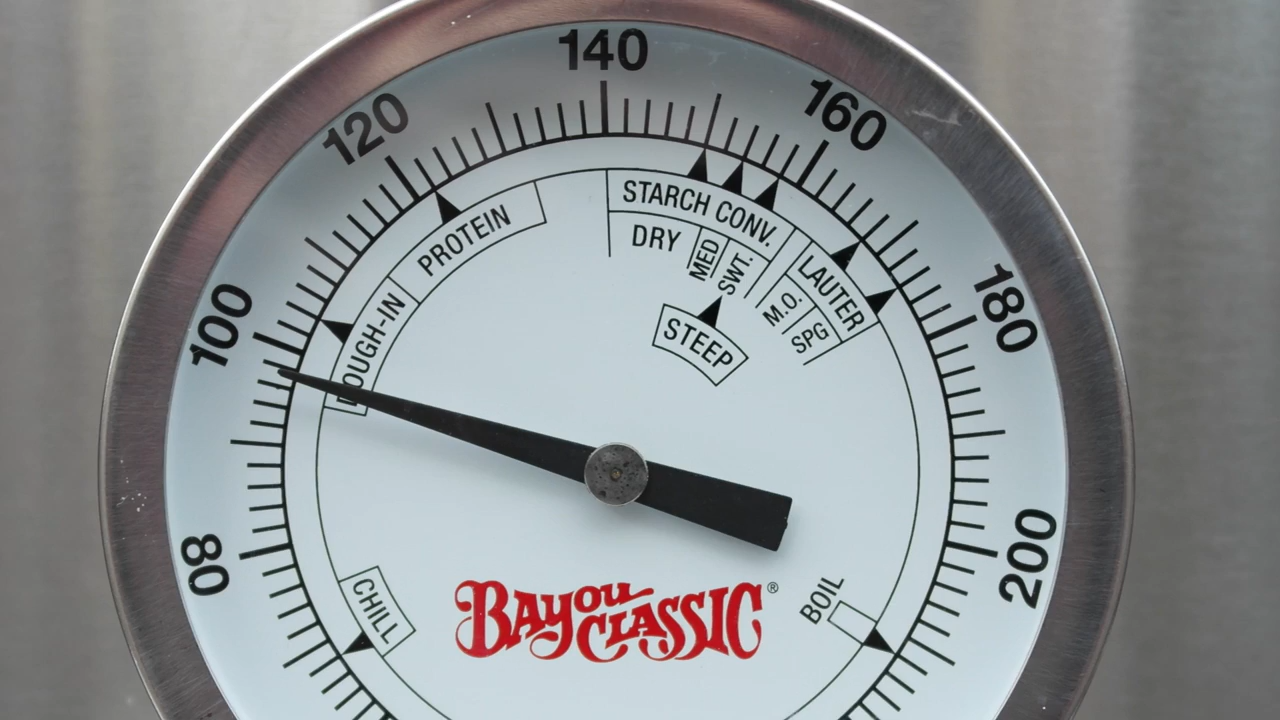 140
120
160
100
180
80
200
STARCH CONV.
DRY
MED
SWT.
PROTEIN
LAUTER
M.O.
SPG
STEEP
OUGH-IN
CHILL
BOIL
BAYOU CLASSIC®